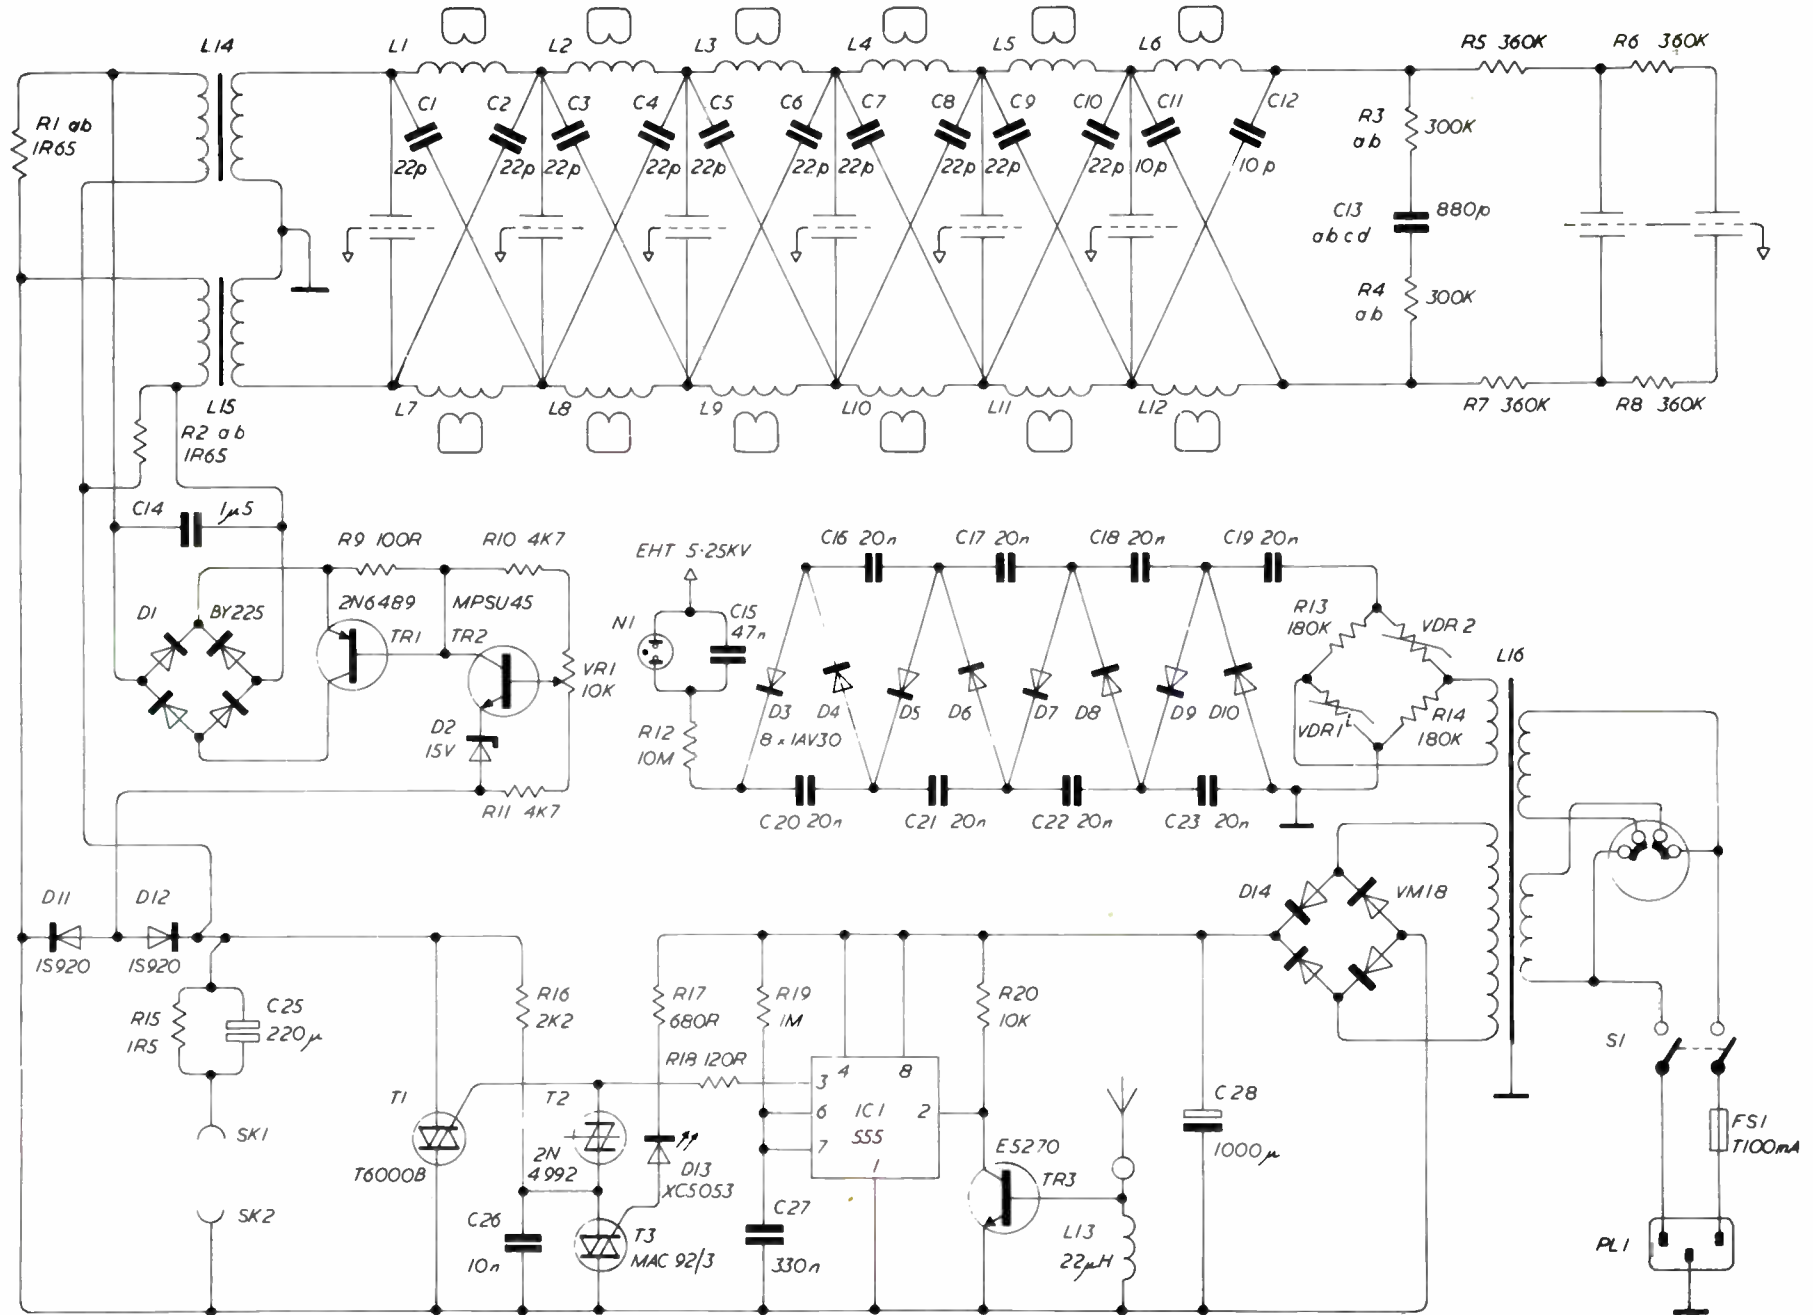 L14
L1
L2
L3
L4
L5
L6
R5 360K
R6 360K
R1 ab
1R65
C1
C2
C3
C4
C5
C6
C7
C8
C9
C10
C11
C12
22p
22p
22p
22p
22p
22p
22p
22p
22p
22p
10p
10p
R3
ab
300K
C13
abcd
880p
R4
ab
300K
L15
L7
L8
L9
L10
L11
L12
R7 360K
R8 360K
R2 ab
1R65
C14
1µS
R9 100R
R10 4K7
EHT 5·25KV
C16 20n
C17 20n
C18 20n
C19 20n
D1
BY225
2N6489
MPSU45
TR1
TR2
VR1
10K
N1
C15
47n
R13
180K
VDR2
L16
D2
15V
R12
10M
D3
D4
D5
D6
D7
D8
D9
D10
8 x 1AV30
VDR1
R14
180K
R11 4K7
C20 20n
C21 20n
C22 20n
C23 20n
D11
D12
1S920
1S920
D14
VM18
R15
1R5
C25
220µ
R16
2K2
R17
680R
R19
1M
R20
10K
S1
R18 120R
T1
T2
3
4
8
6
IC1
2
555
7
1
C28
1000µ
FS1
T100mA
SK1
T6000B
2N
4992
D13
XC5053
E5270
TR3
SK2
C26
10n
T3
MAC 92/3
C27
330n
L13
22µH
PL1